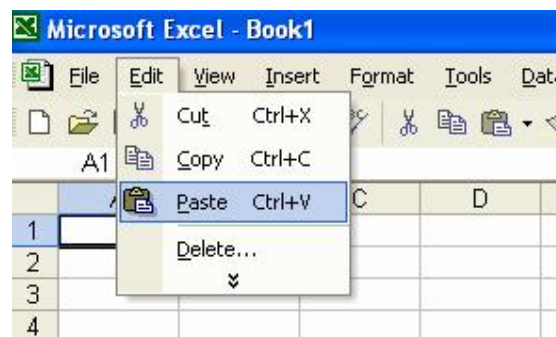 Microsoft Excel - Book1
File Edit View Insert Format Tools Dat
Cut Ctrl+X
A1 Copy Ctrl+C
Paste Ctrl+V C D
1
Delete...
2
3
4